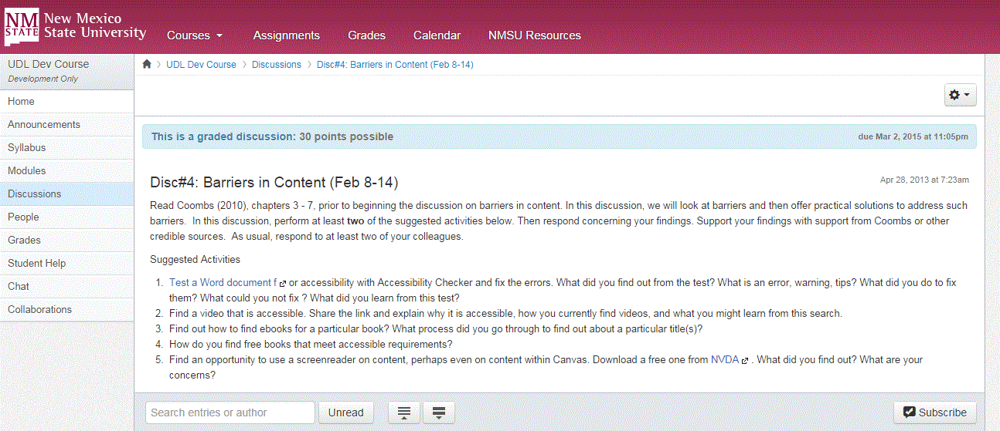 NM STATE New Mexico State University
Courses Assignments Grades Calendar NMSU Resources
UDL Dev Course
Development Only
Home
Announcements
Syllabus
Modules
Discussions
People
Grades
Student Help
Chat
Collaborations
UDL Dev Course > Discussions > Disc#4: Barriers in Content (Feb 8-14)
This is a graded discussion: 30 points possible due Mar 2, 2015 at 11:05pm
Disc#4: Barriers in Content (Feb 8-14) Apr 28, 2013 at 7:23am
Read Coombs (2010), chapters 3 - 7, prior to beginning the discussion on barriers in content. In this discussion, we will look at barriers and then offer practical solutions to address such
barriers. In this discussion, perform at least two of the suggested activities below. Then respond concerning your findings. Support your findings with support from Coombs or other
credible sources. As usual, respond to at least two of your colleagues.
Suggested Activities
1. Test a Word document f or accessibility with Accessibility Checker and fix the errors. What did you find out from the test? What is an error, warning, tips? What did you do to fix
them? What could you not fix ? What did you learn from this test?
2. Find a video that is accessible. Share the link and explain why it is accessible, how you currently find videos, and what you might learn from this search.
3. Find out how to find ebooks for a particular book? What process did you go through to find out about a particular title(s)?
4. How do you find free books that meet accessible requirements?
5. Find an opportunity to use a screenreader on content, perhaps even on content within Canvas. Download a free one from NVDA . What did you find out? What are your
concerns?
Search entries or author Unread Subscribe